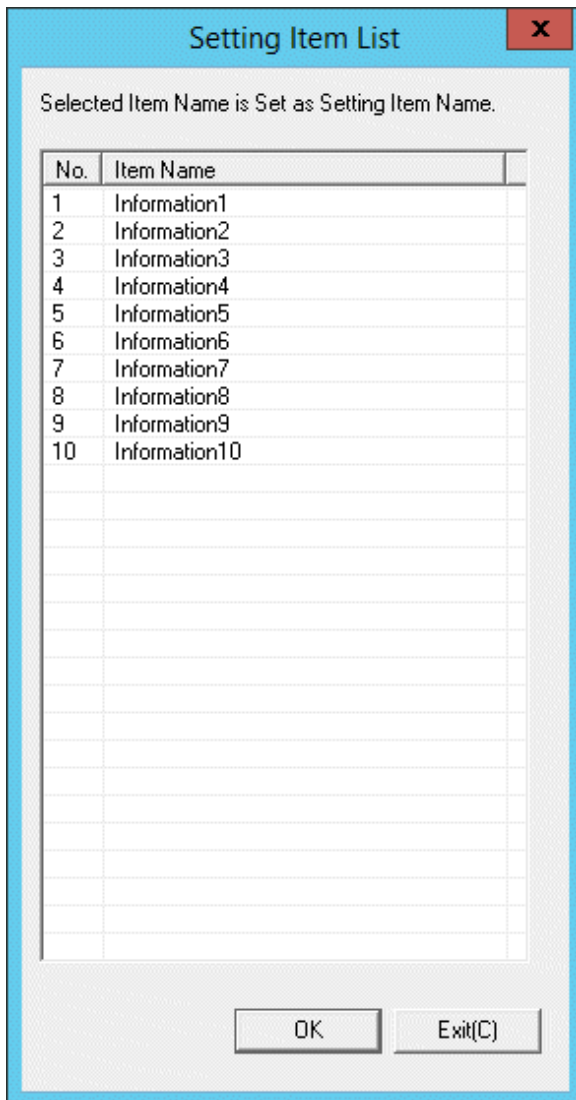 Setting Item List
x
Selected Item Name is Set as Setting Item Name.
No. Item Name
1 Information1
2 Information2
3 Information3
4 Information4
5 Information5
6 Information6
7 Information7
8 Information8
9 Information9
10 Information10
OK Exit(C)